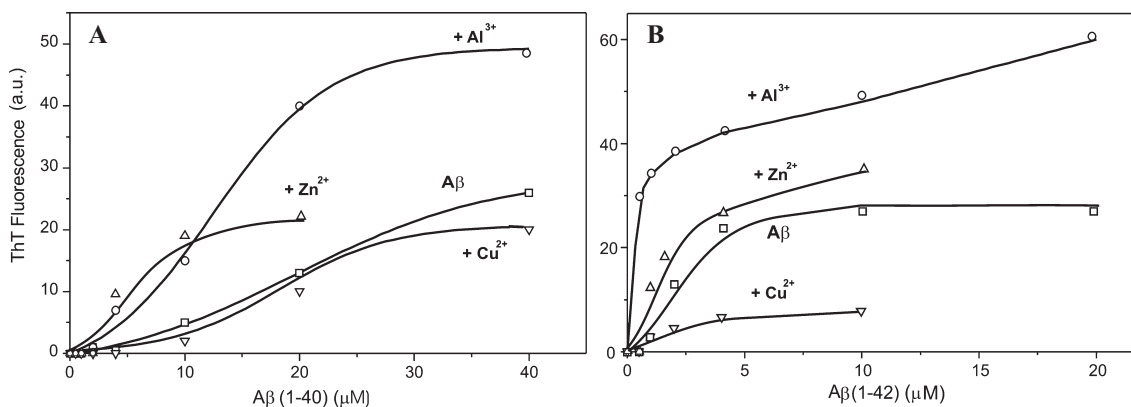 A
B
ThT Fluorescence (a.u.)
50
40
30
20
10
0
+ Al³⁺
+ Zn²⁺
Aβ
+ Cu²⁺
0 10 20 30 40
Aβ (1-40) (μM)
60
40
20
0
+ Al³⁺
+ Zn²⁺
Aβ
+ Cu²⁺
0 5 10 15 20
Aβ (1-42) (μM)